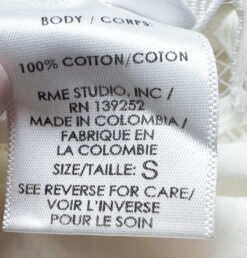 BODY / CORPS:
100% COTTON/COTON
RME STUDIO, INC /
RN 139252
MADE IN COLOMBIA/
FABRIQUE EN
LA COLOMBIE
SIZE/TAILLE: S
SEE REVERSE FOR CARE/
VOIR L'INVERSE
POUR LE SOIN